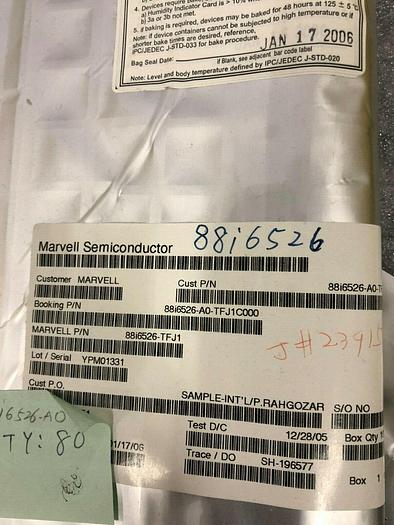 4. Devices require
a) Humidity Indicator Card is > 10%
b) 3a or 3b not met.
5. If baking is required, devices may be baked for 48 hours at 125 ± 5 °C
Note: If device containers cannot be subjected to high temperature or if
shorter bake times are desired, reference,
IPC/JEDEC J-STD-033 for bake procedure.
JAN 17 2006
Bag Seal Date:
if Blank, see adjacent bar code label
Note: Level and body temperature defined by IPC/JEDEC J-STD-020
Marvell Semiconductor 88i6526
Customer MARVELL
Cust P/N
88i6526-A0-T
Booking P/N
88i6526-A0-TFJ1C000
MARVELL P/N 88i6526-TFJ1
J#23915
Lot / Serial YPM01331
Cust P.O.
SAMPLE-INT'L/P.RAHGOZAR
S/O NO
i6526-A0
TY: 80
Test D/C 12/28/05
Box Qty
1/17/06
Trace / DO SH-196577
Box 1